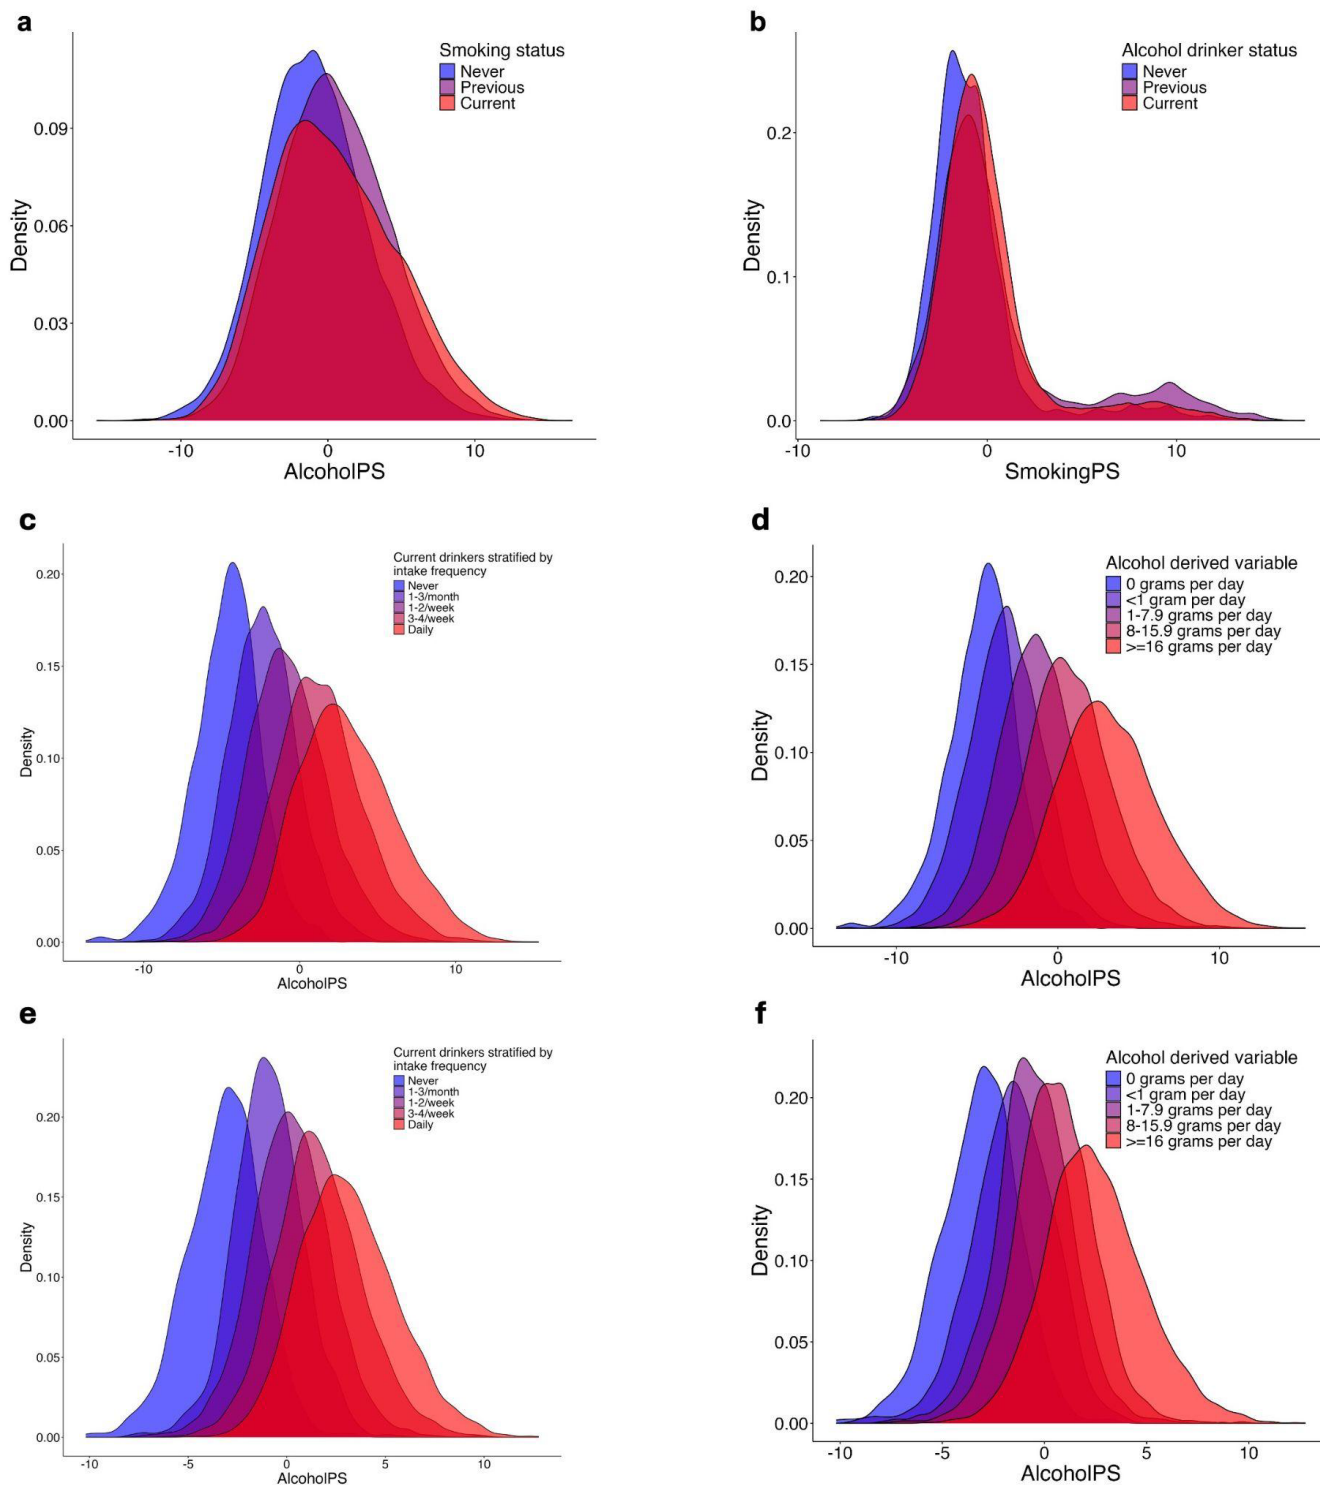 a
Smoking status
Never
Previous
Current
0.09
0.06
0.03
0.00
Density
-10
0
10
AlcoholPS
b
Alcohol drinker status
Never
Previous
Current
0.2
0.1
0.0
Density
-10
0
10
SmokingPS
c
Current drinkers stratified by
intake frequency
Never
1-3/month
1-2/week
3-4/week
Daily
0.20
0.15
0.10
0.05
0.00
Density
-10
0
10
AlcoholPS
d
Alcohol derived variable
0 grams per day
<1 gram per day
1-7.9 grams per day
8-15.9 grams per day
>=16 grams per day
0.20
0.15
0.10
0.05
0.00
Density
-10
0
10
AlcoholPS
e
Current drinkers stratified by
intake frequency
Never
1-3/month
1-2/week
3-4/week
Daily
0.20
0.15
0.10
0.05
0.00
Density
-10
-5
0
5
10
AlcoholPS
f
Alcohol derived variable
0 grams per day
<1 gram per day
1-7.9 grams per day
8-15.9 grams per day
>=16 grams per day
0.20
0.15
0.10
0.05
0.00
Density
-10
-5
0
5
10
AlcoholPS